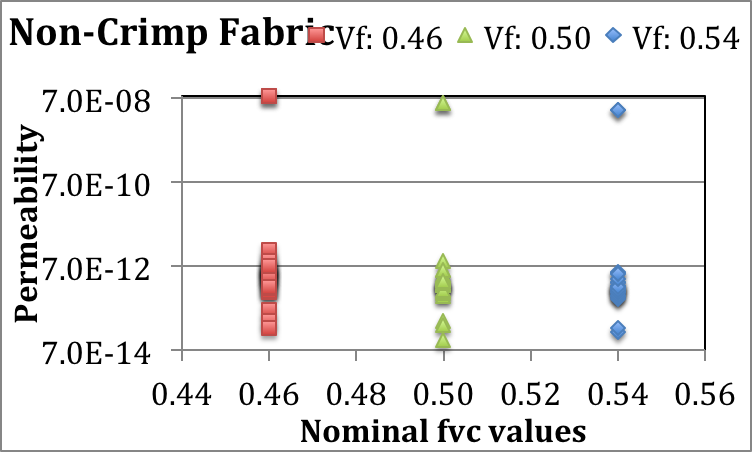 Non-Crimp Fabric Vf: 0.46 Vf: 0.50 Vf: 0.54
7.0E-08
7.0E-10
7.0E-12
7.0E-14
Permeability
0.44 0.46 0.48 0.50 0.52 0.54 0.56
Nominal fvc values